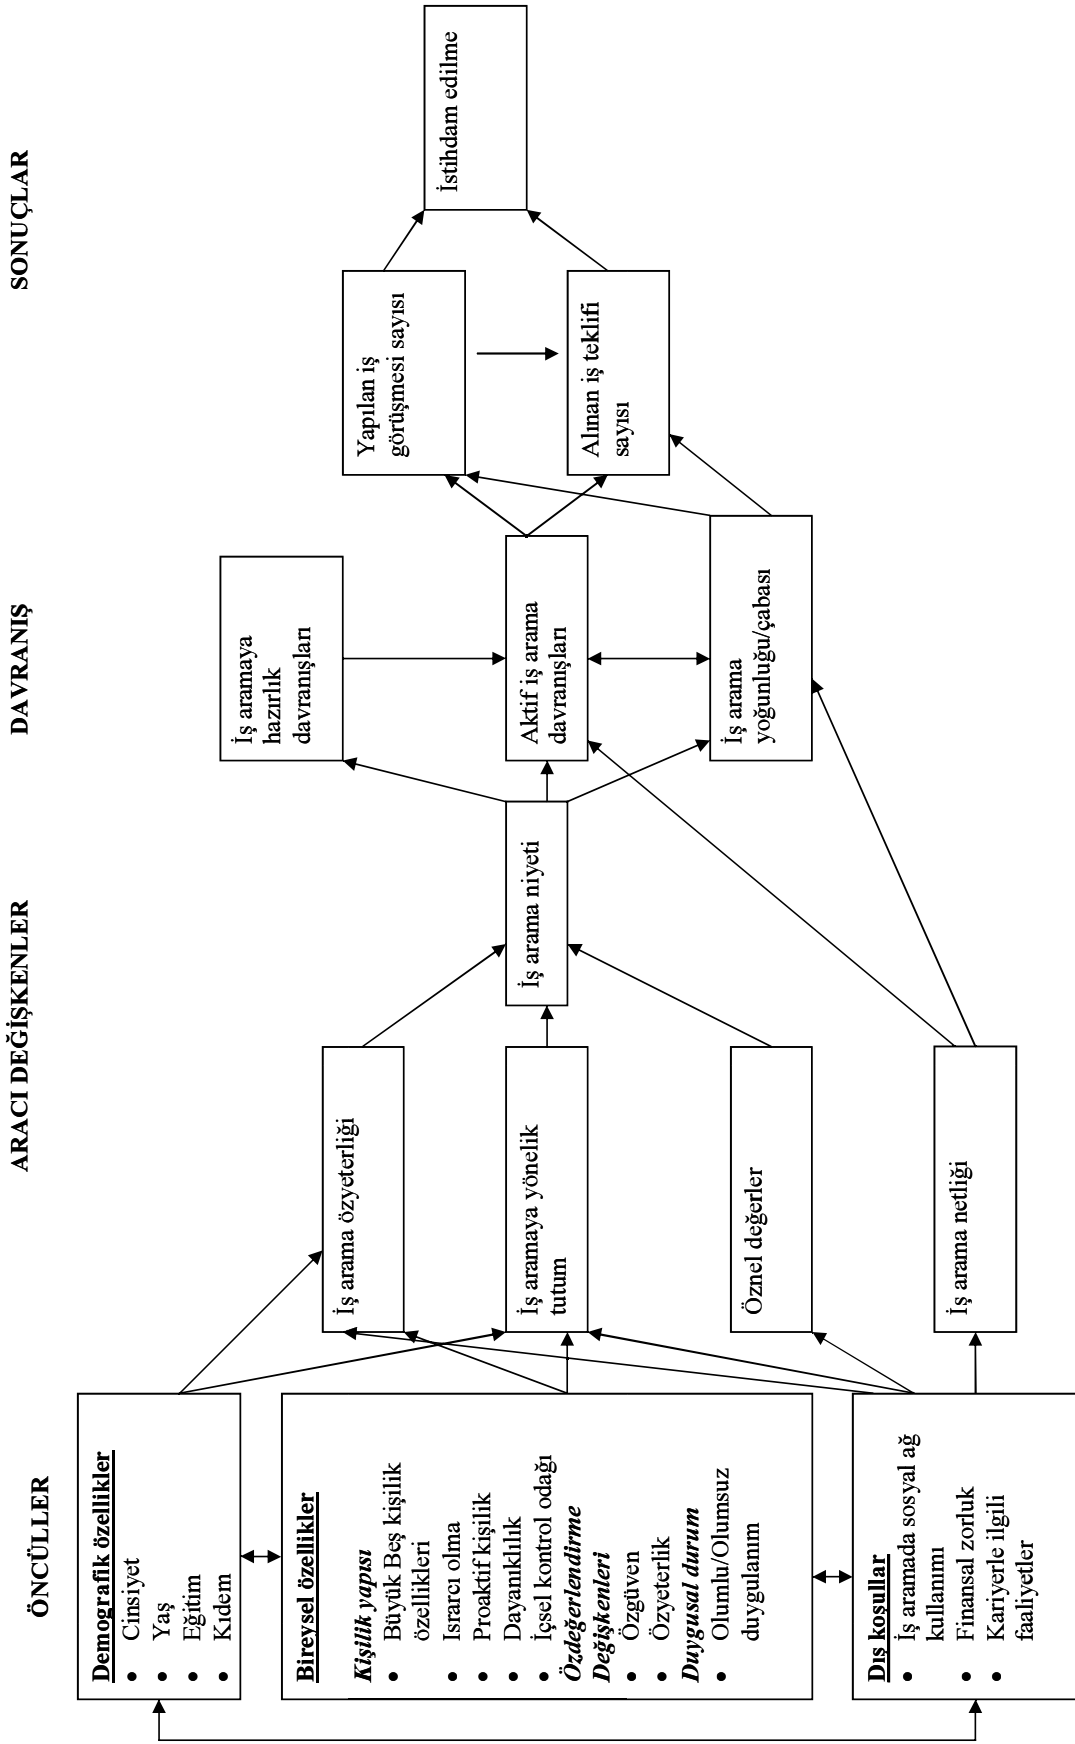 ÖNCÜLLER
Demografik özellikler
• Cinsiyet
• Yaş
• Eğitim
• Kıdem
Bireysel özellikler
Kişilik yapısı
• Büyük Beş kişilik
özellikleri
• Israrcı olma
• Proaktif kişilik
• Dayanıklılık
• İçsel kontrol odağı
Özdeğerlendirme
Değişkenleri
• Özgüven
• Özyeterlik
Duygusal durum
• Olumlu/Olumsuz
duygulanım
Dış koşullar
• İş aramada sosyal ağ
kullanımı
• Finansal zorluk
• Kariyerle ilgili
faaliyetler
ARACI DEĞİŞKENLER
İş arama özyeterliği
İş aramaya yönelik
tutum
Öznel değerler
İş arama netliği
İş arama niyeti
DAVRANIŞ
İş aramaya
hazırlık
davranışları
Aktif iş arama
davranışları
İş arama
yoğunluğu/çabası
SONUÇLAR
Yapılan iş
görüşmesi sayısı
Alınan iş teklifi
sayısı
İstihdam edilme